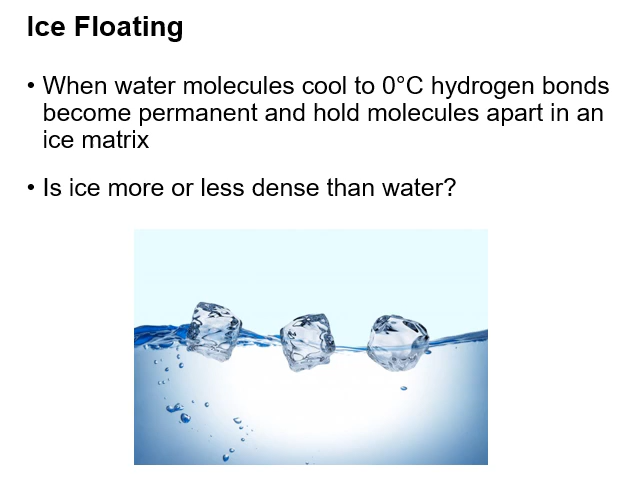 Ice Floating
• When water molecules cool to 0°C hydrogen bonds
become permanent and hold molecules apart in an
ice matrix
• Is ice more or less dense than water?